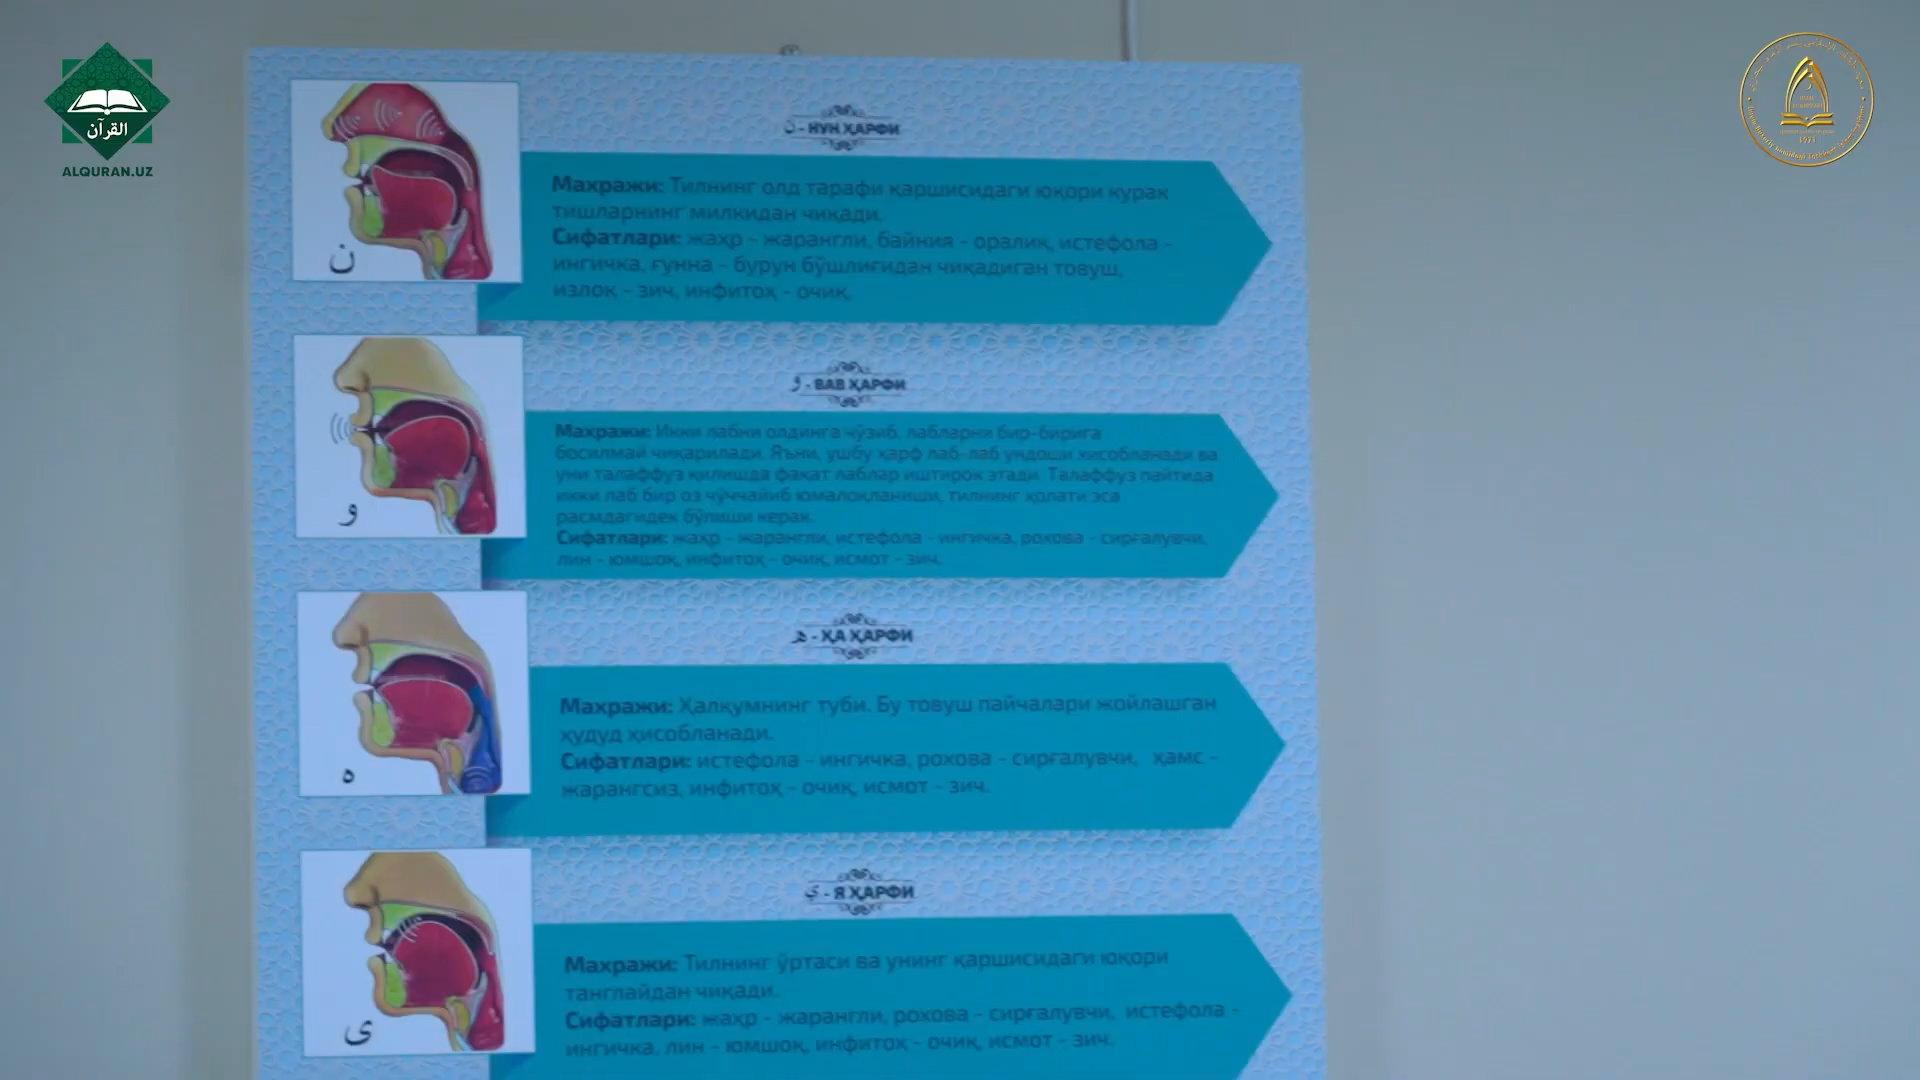 القرآن
ALQURAN.UZ
1971
ن - НУН ҲАРФИ
Махражи: Тилнинг олд тарафи қаршисидаги юқори курак
тишларнинг милкидан чиқади.
Сифатлари: жаҳр - жарангли, байния - оралиқ, истефола -
ингичка, ғунна - бурун бўшлиғидан чиқадиган товуш,
излоқ - зич, инфитоҳ - очиқ.
ن
و - ВАВ ҲАРФИ
Махражи: Икки лабни олдинга чўзиб, лабларни бир-бирига
босилмай чиқарилади. Яъни, ушбу ҳарф лаб-лаб ундоши ҳисобланади ва
уни талаффуз қилишда фақат лаблар иштирок этади. Талаффуз пайтида
икки лаб бир оз чўччайиб юмалоқланиши, тилнинг ҳолати эса
расмдагидек бўлиши керак.
Сифатлари: жаҳр - жарангли, истефола - ингичка, рохова - сирғалувчи,
лин - юмшоқ, инфитоҳ - очиқ, исмот - зич.
و
ه - ҲА ҲАРФИ
Махражи: Ҳалқумнинг туби. Бу товуш пайчалари жойлашган
ҳудуд ҳисобланади.
Сифатлари: истефола - ингичка, рохова - сирғалувчи, ҳамс -
жарангсиз, инфитоҳ - очиқ, исмот - зич.
ه
ي - Я ҲАРФИ
Махражи: Тилнинг ўртаси ва унинг қаршисидаги юқори
танглайдан чиқади.
Сифатлари: жаҳр - жарангли, рохова - сирғалувчи, истефола -
ингичка, лин - юмшоқ, инфитоҳ - очиқ, исмот - зич.
ى